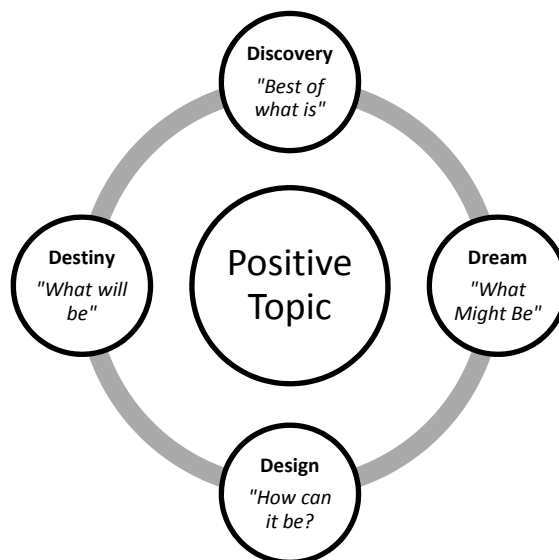 Discovery
"Best of
what is"
Destiny
"What will
be"
Positive
Topic
Dream
"What
Might Be"
Design
"How can
it be?